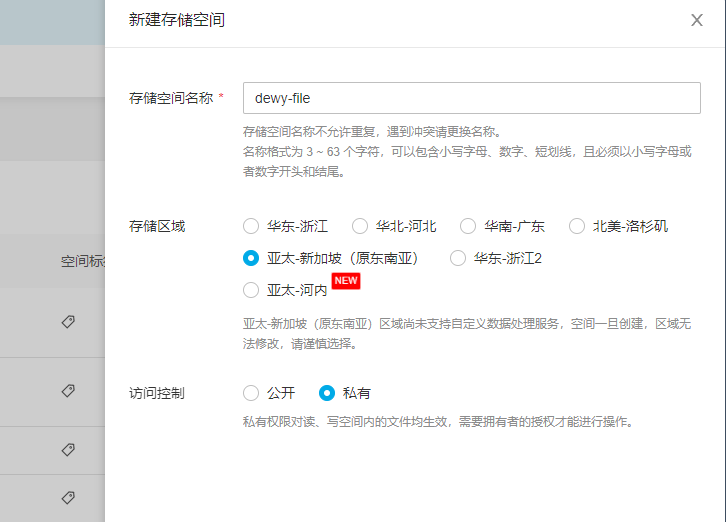 新建存储空间
存储空间名称 *
dewy-file
存储空间名称不允许重复，遇到冲突请更换名称。
名称格式为 3 ~ 63 个字符，可以包含小写字母、数字、短划线，且必须以小写字母或
者数字开头和结尾。
存储区域
华东-浙江 华北-河北 华南-广东 北美-洛杉矶
亚太-新加坡（原东南亚） 华东-浙江2
亚太-河内 NEW
亚太-新加坡（原东南亚）区域尚未支持自定义数据处理服务，空间一旦创建，区域无
法修改，请谨慎选择。
空间标
访问控制
公开 私有
私有权限对读、写空间内的文件均生效，需要拥有者的授权才能进行操作。